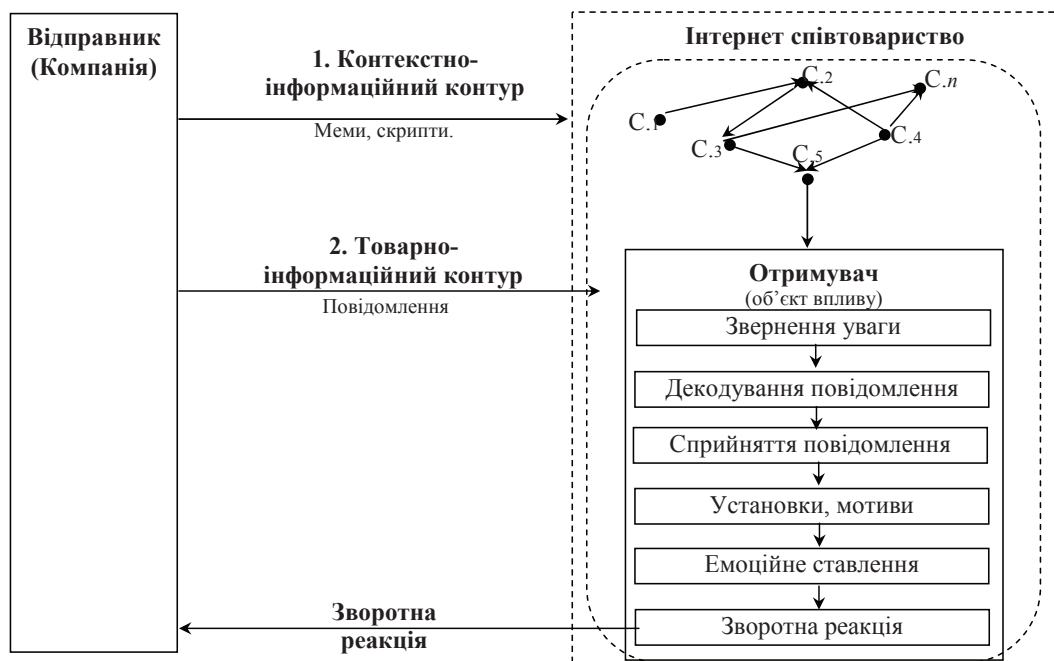 Відправник
(Компанія)
1. Контекстно-
інформаційний контур
Меми, скрипти.
2. Товарно-
інформаційний контур
Повідомлення
Зворотна
реакція
Інтернет співтовариство
С.2
С.n
С.1
С.3
С.4
С.5
Отримувач
(об’єкт впливу)
Звернення уваги
Декодування повідомлення
Сприйняття повідомлення
Установки, мотиви
Емоційне ставлення
Зворотна реакція